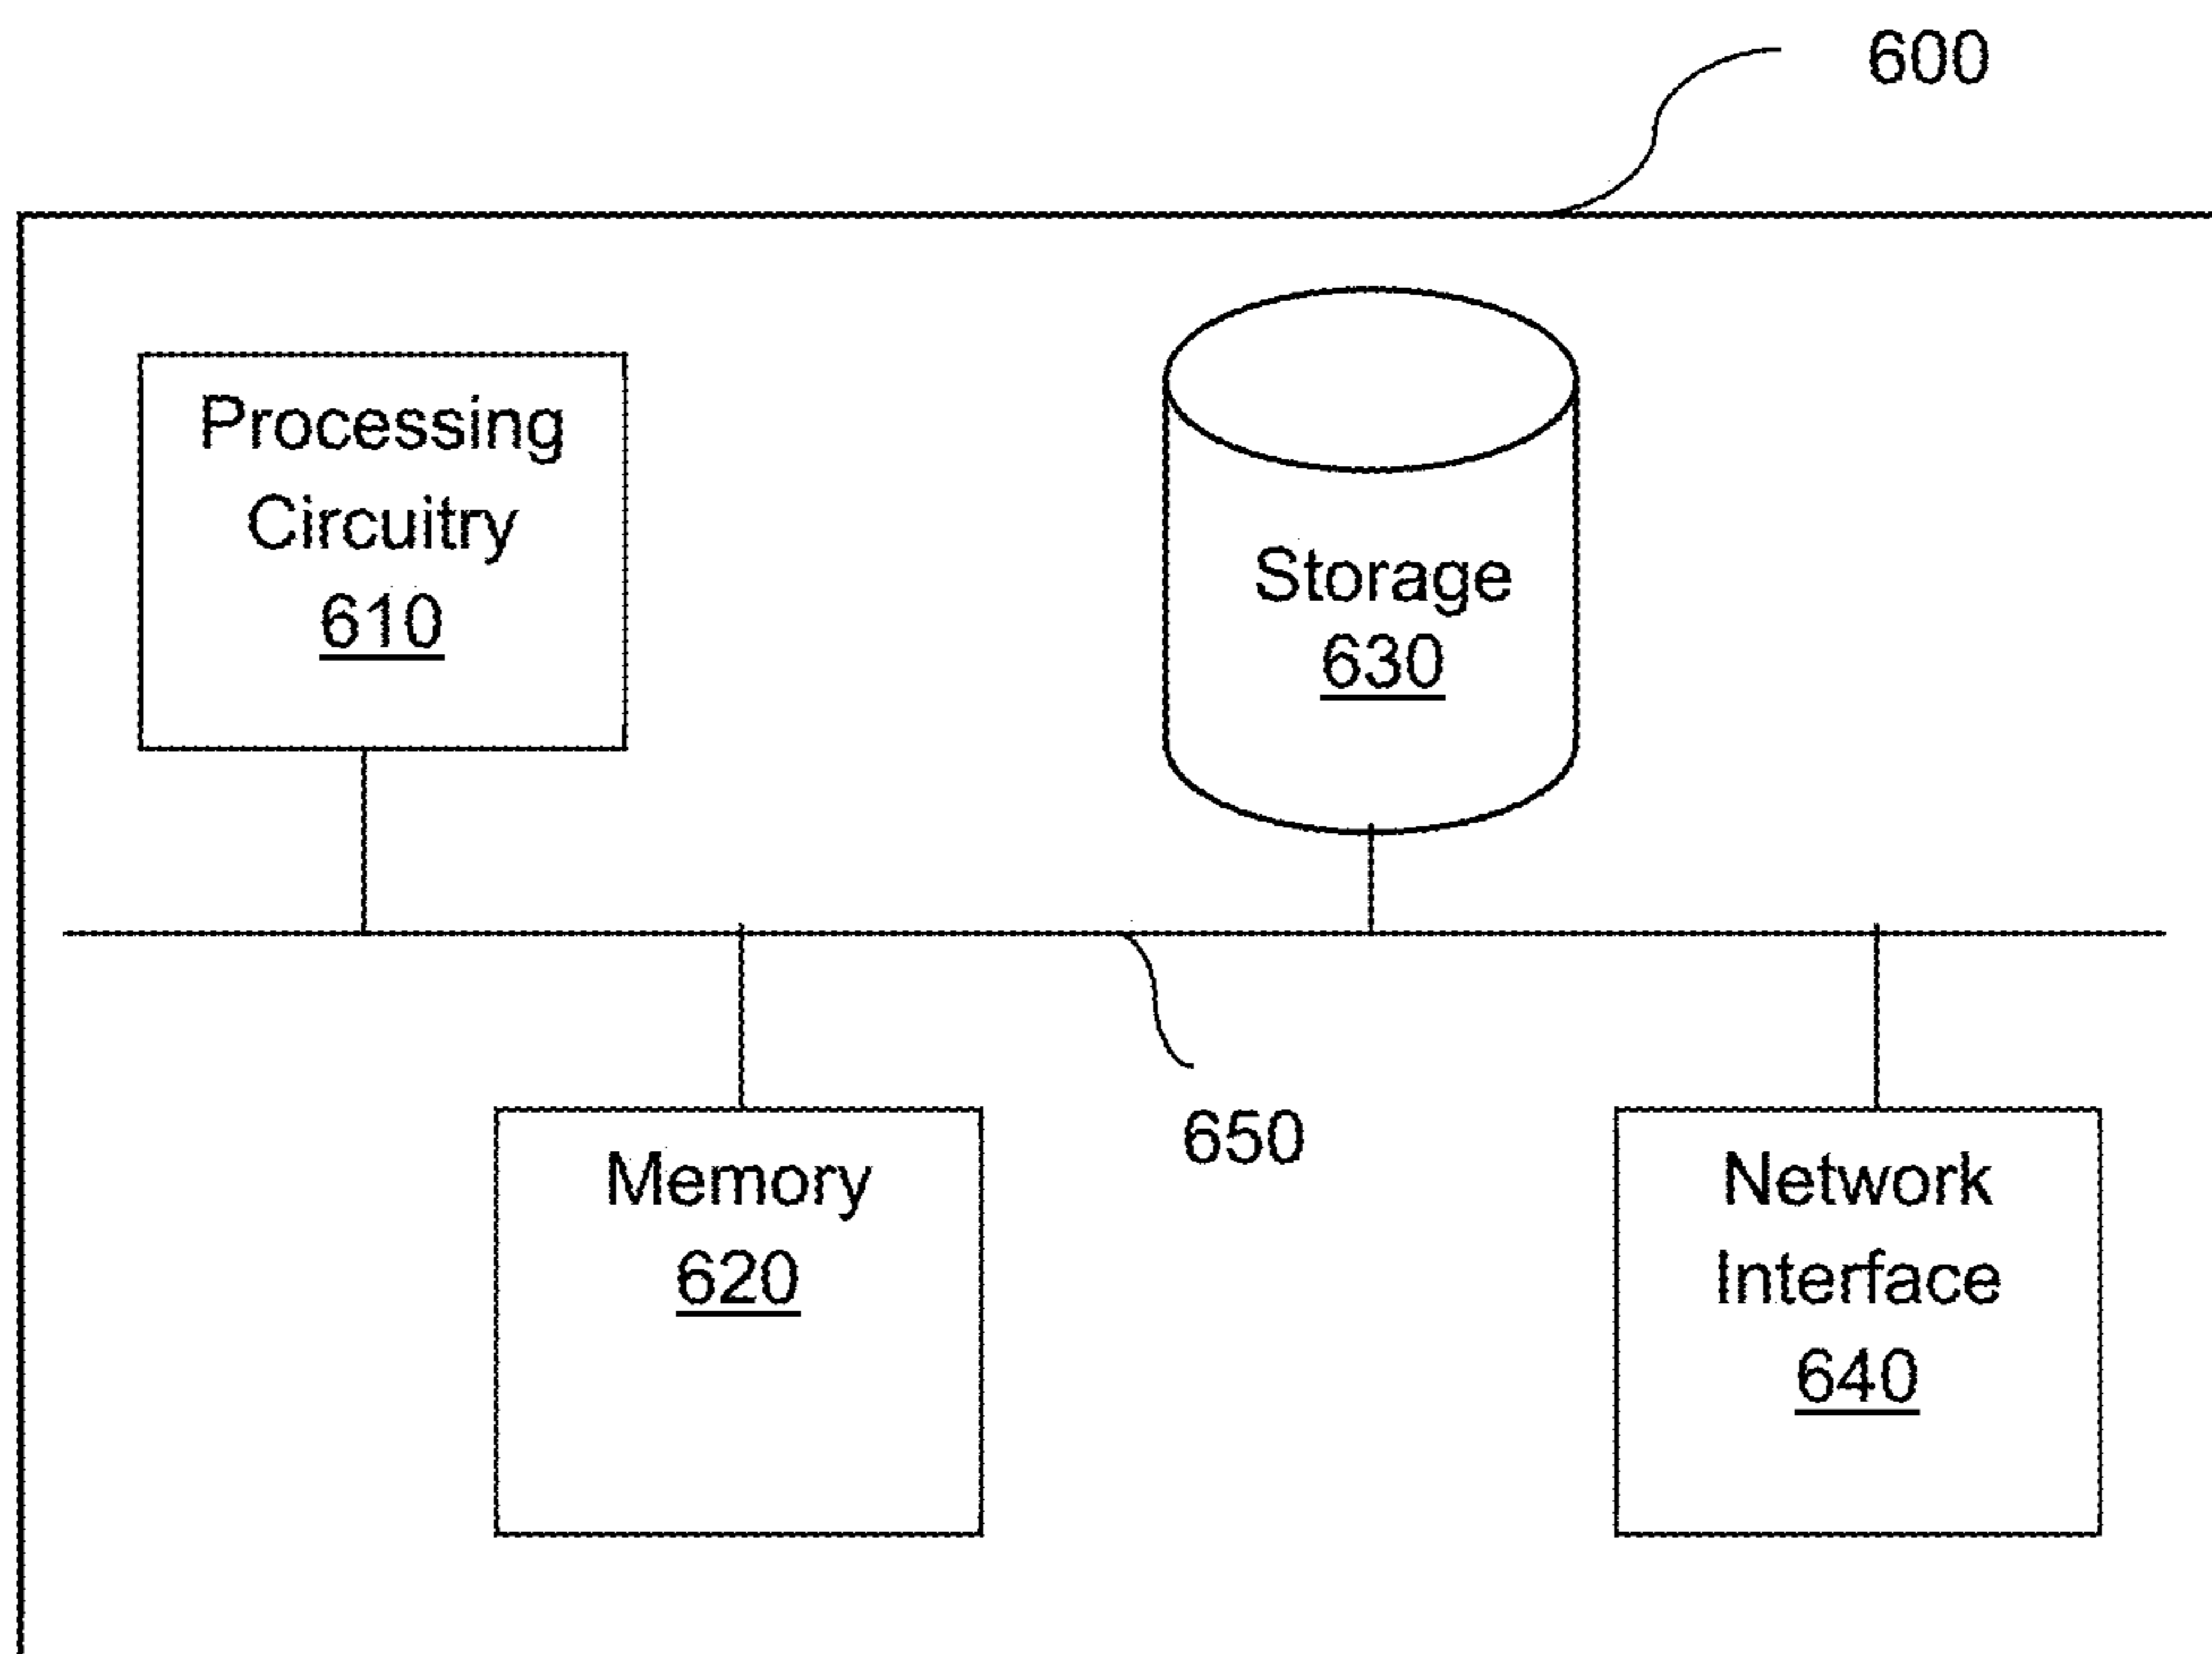 600
Processing
Circuitry
610
Storage
630
650
Memory
620
Network
Interface
640